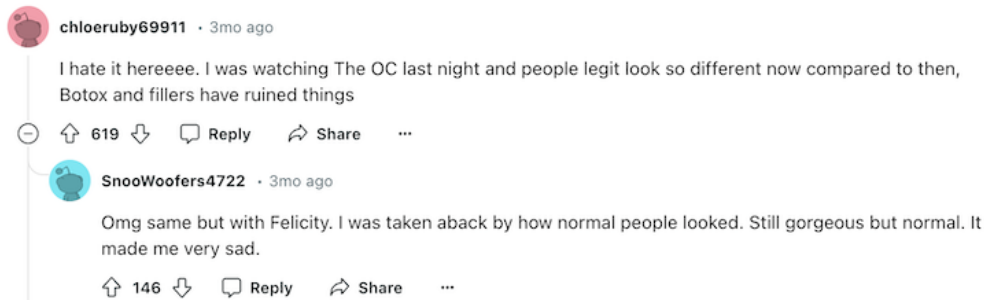 chloeruby69911 · 3mo ago
I hate it hereeee. I was watching The OC last night and people legit look so different now compared to then,
Botox and fillers have ruined things
619 Reply Share ...
SnooWoofers4722 · 3mo ago
Omg same but with Felicity. I was taken aback by how normal people looked. Still gorgeous but normal. It
made me very sad.
146 Reply Share ...